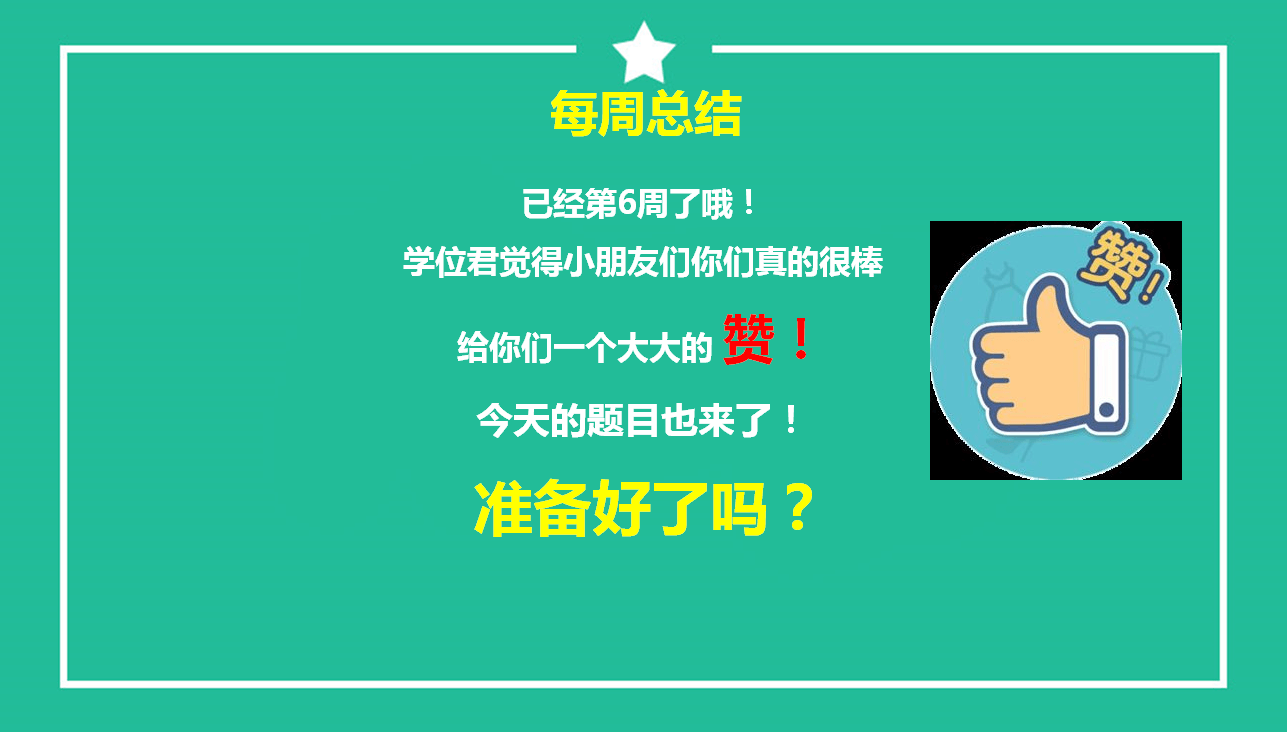 每周总结
已经第6周了哦！
学位君觉得小朋友们你们真的很棒
给你们一个大大的 赞！
赞！
今天的题目也来了！
准备好了吗？